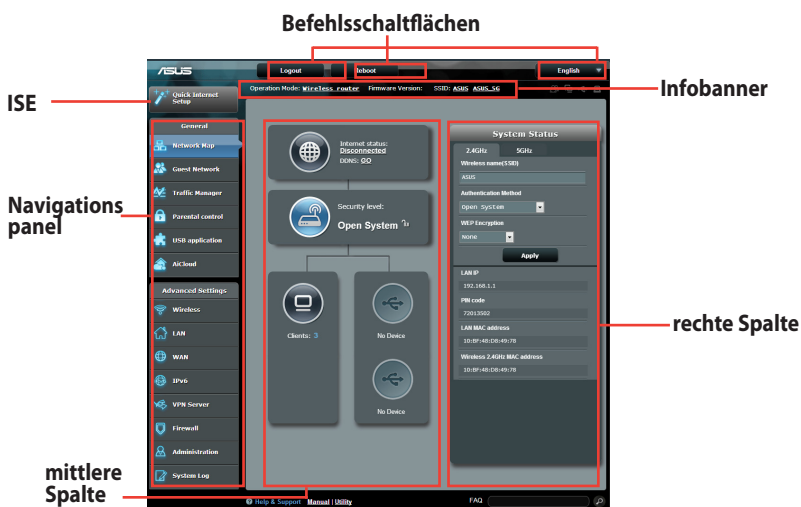 Befehlsschaltflächen
ASUS
Logout
Reboot
English
ISE
Quick Internet
Setup
Operation Mode: Wireless router Firmware Version: SSID: ASUS ASUS_5G
Infobanner
General
Network Map
Guest Network
Traffic Manager
Parental control
USB application
AiCloud
Advanced Settings
Wireless
LAN
WAN
IPv6
VPN Server
Firewall
Administration
System Log
Navigations
panel
Internet status:
Disconnected
DDNS: GO
Security level:
Open System
Clients: 3
No Device
No Device
System Status
2.4GHz 5GHz
Wireless name(SSID)
ASUS
Authentication Method
Open System
WEP Encryption
None
Apply
LAN IP
192.168.1.1
PIN code
72013502
LAN MAC address
10:BF:48:D8:49:78
Wireless 2.4GHz MAC address
10:BF:48:D8:49:78
rechte Spalte
mittlere
Spalte
Help & Support Manual | Utility
FAQ